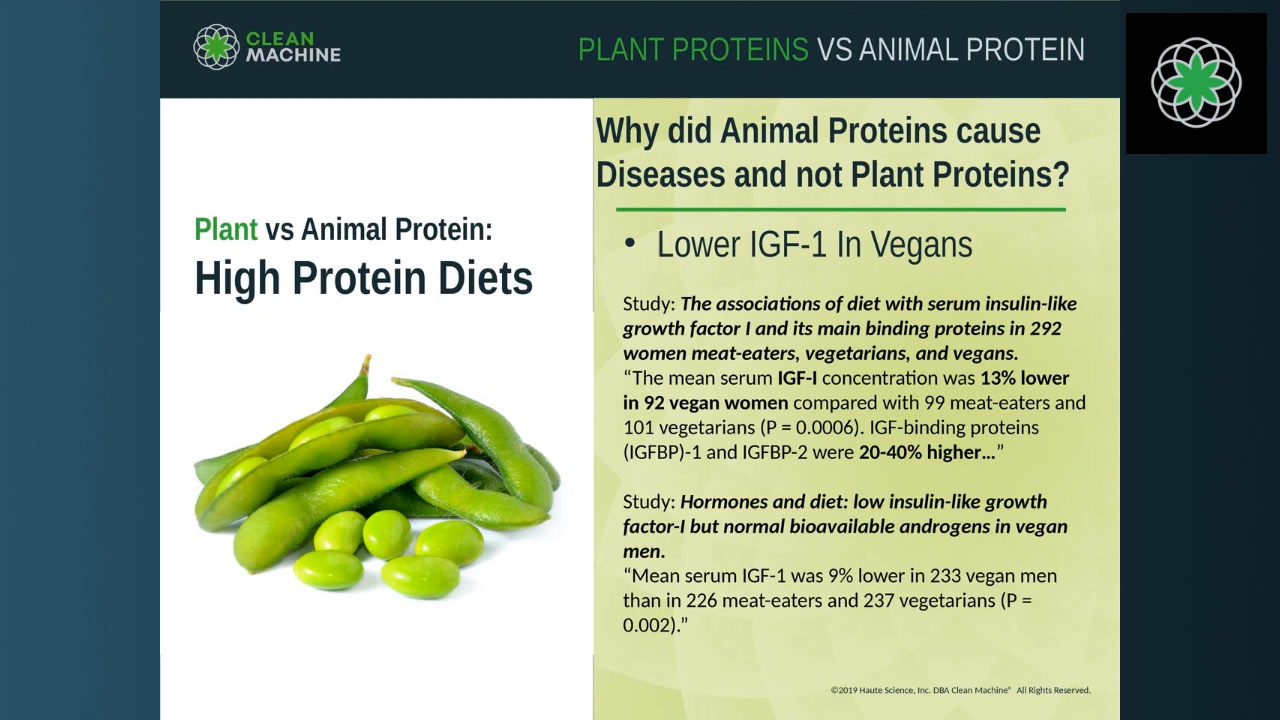 CLEAN
MACHINE
PLANT PROTEINS VS ANIMAL PROTEIN
Plant vs Animal Protein:
High Protein Diets
Why did Animal Proteins cause
Diseases and not Plant Proteins?
• Lower IGF-1 In Vegans
Study: The associations of diet with serum insulin-like
growth factor I and its main binding proteins in 292
women meat-eaters, vegetarians, and vegans.
“The mean serum IGF-I concentration was 13% lower
in 92 vegan women compared with 99 meat-eaters and
101 vegetarians (P = 0.0006). IGF-binding proteins
(IGFBP)-1 and IGFBP-2 were 20-40% higher…”
Study: Hormones and diet: low insulin-like growth
factor-I but normal bioavailable androgens in vegan
men.
“Mean serum IGF-1 was 9% lower in 233 vegan men
than in 226 meat-eaters and 237 vegetarians (P =
0.002).”
©2019 Haute Science, Inc. DBA Clean Machine® All Rights Reserved.